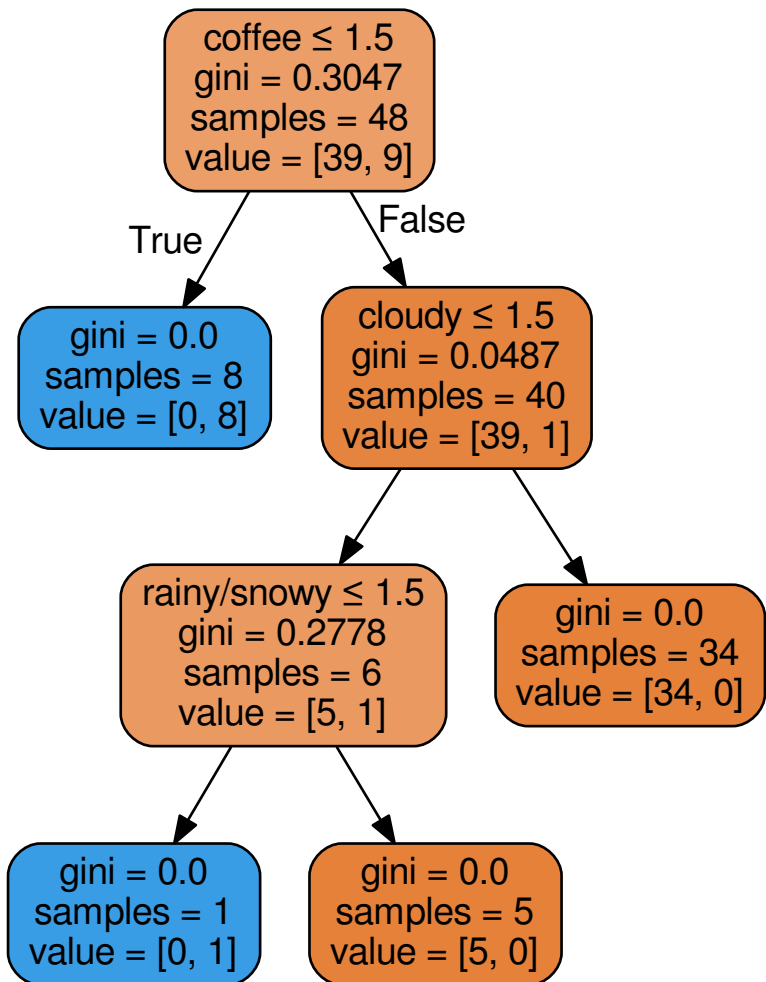 coffee ≤ 1.5
gini = 0.3047
samples = 48
value = [39, 9]
True
False
gini = 0.0
samples = 8
value = [0, 8]
cloudy ≤ 1.5
gini = 0.0487
samples = 40
value = [39, 1]
rainy/snowy ≤ 1.5
gini = 0.2778
samples = 6
value = [5, 1]
gini = 0.0
samples = 34
value = [34, 0]
gini = 0.0
samples = 1
value = [0, 1]
gini = 0.0
samples = 5
value = [5, 0]